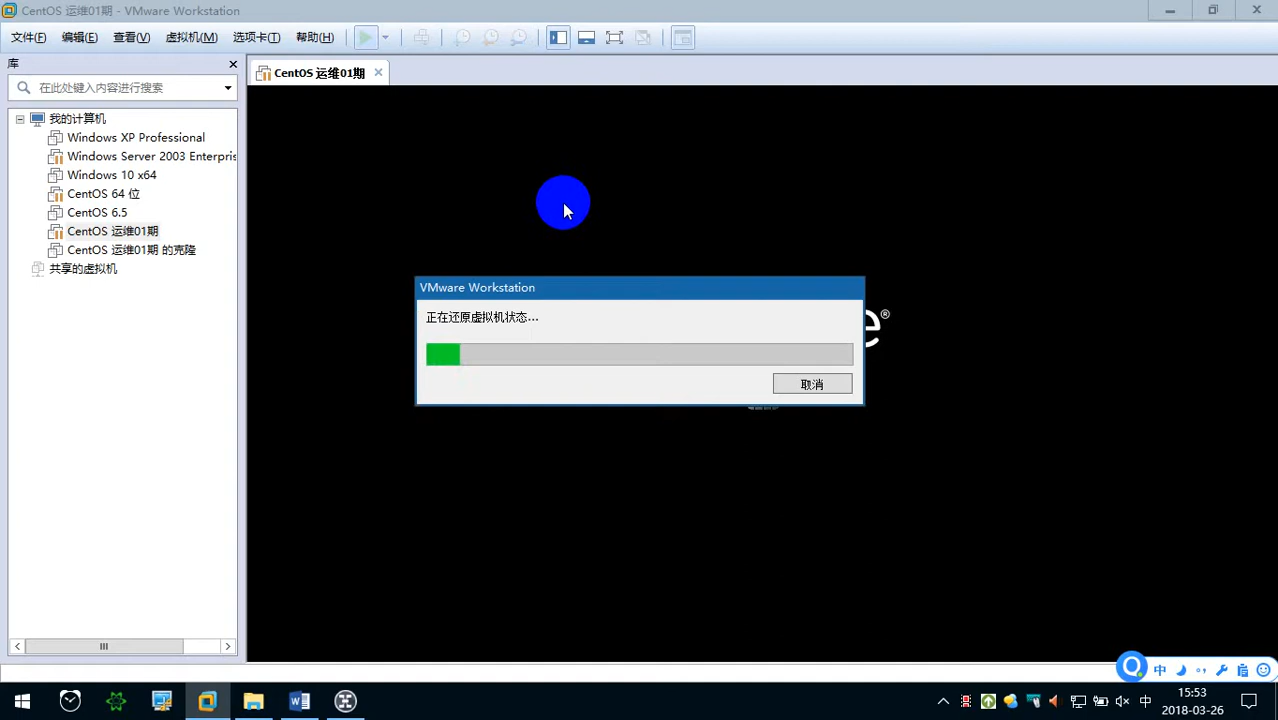 CentOS 运维01期 - VMware Workstation
文件(F) 编辑(E) 查看(V) 虚拟机(M) 选项卡(T) 帮助(H)
库
在此处键入内容进行搜索
我的计算机
Windows XP Professional
Windows Server 2003 Enterpris
Windows 10 x64
CentOS 64 位
CentOS 6.5
CentOS 运维01期
CentOS 运维01期 的克隆
共享的虚拟机
CentOS 运维01期
VMware Workstation
正在还原虚拟机状态...
取消
e®
中
中
15:53
2018-03-26